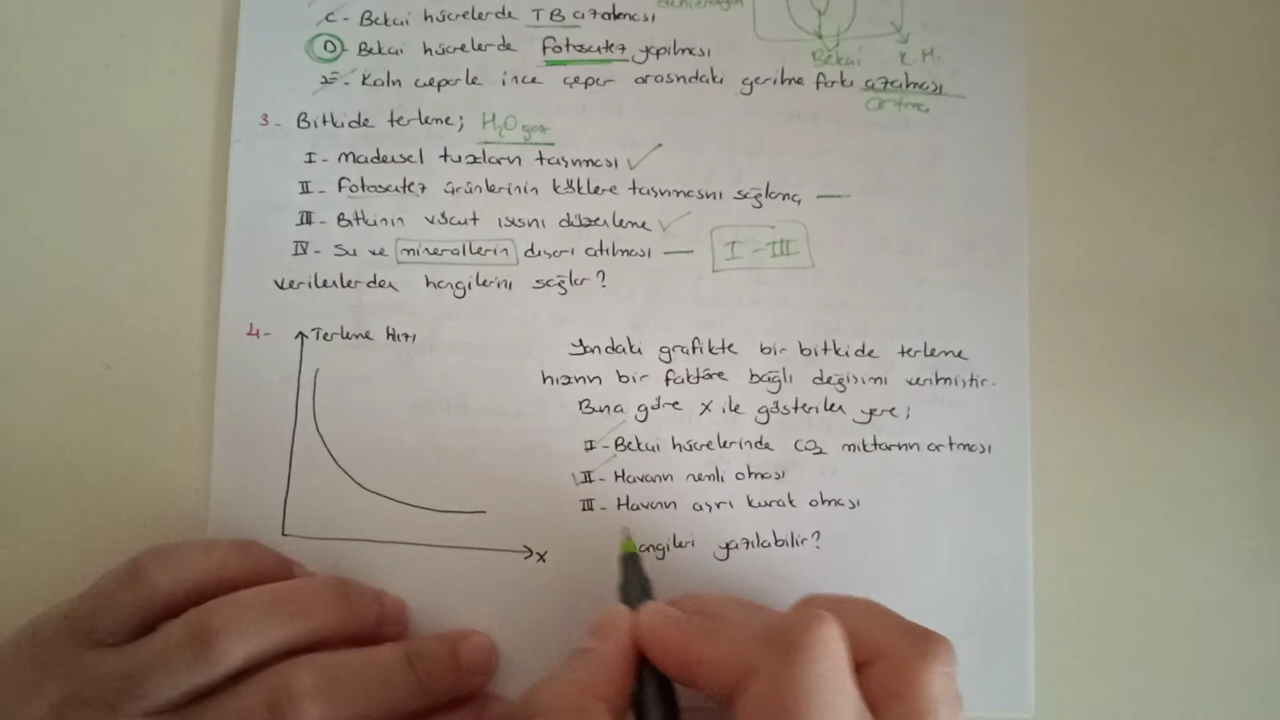 C- Bekçi hücrelerde TB azalması
D- Bekçi hücrelerde fotosentez yapılması
E- Kalın çeperle ince çeper arasındaki gerilme farkı azalması
artma
Bekçi K.H.
3- Bitkide terleme; H₂O gaz
I- Madensel tuzların taşınması ✓
II- Fotosentez ürünlerinin köklere taşınmasını sağlama —
III- Bitkinin vücut ısısını düzenleme ✓
IV- Su ve minerallerin dışarı atılması — I-III
verilenlerden hangilerini sağlar?
4-
Terleme Hızı
x
Yandaki grafikte bir bitkide terleme
hızının bir faktöre bağlı değişimi verilmiştir.
Buna göre x ile gösterilen yere;
I- Bekçi hücrelerinde CO₂ miktarının artması
II- Havanın nemli olması
III- Havanın aşırı kurak olması
hangileri yazılabilir?